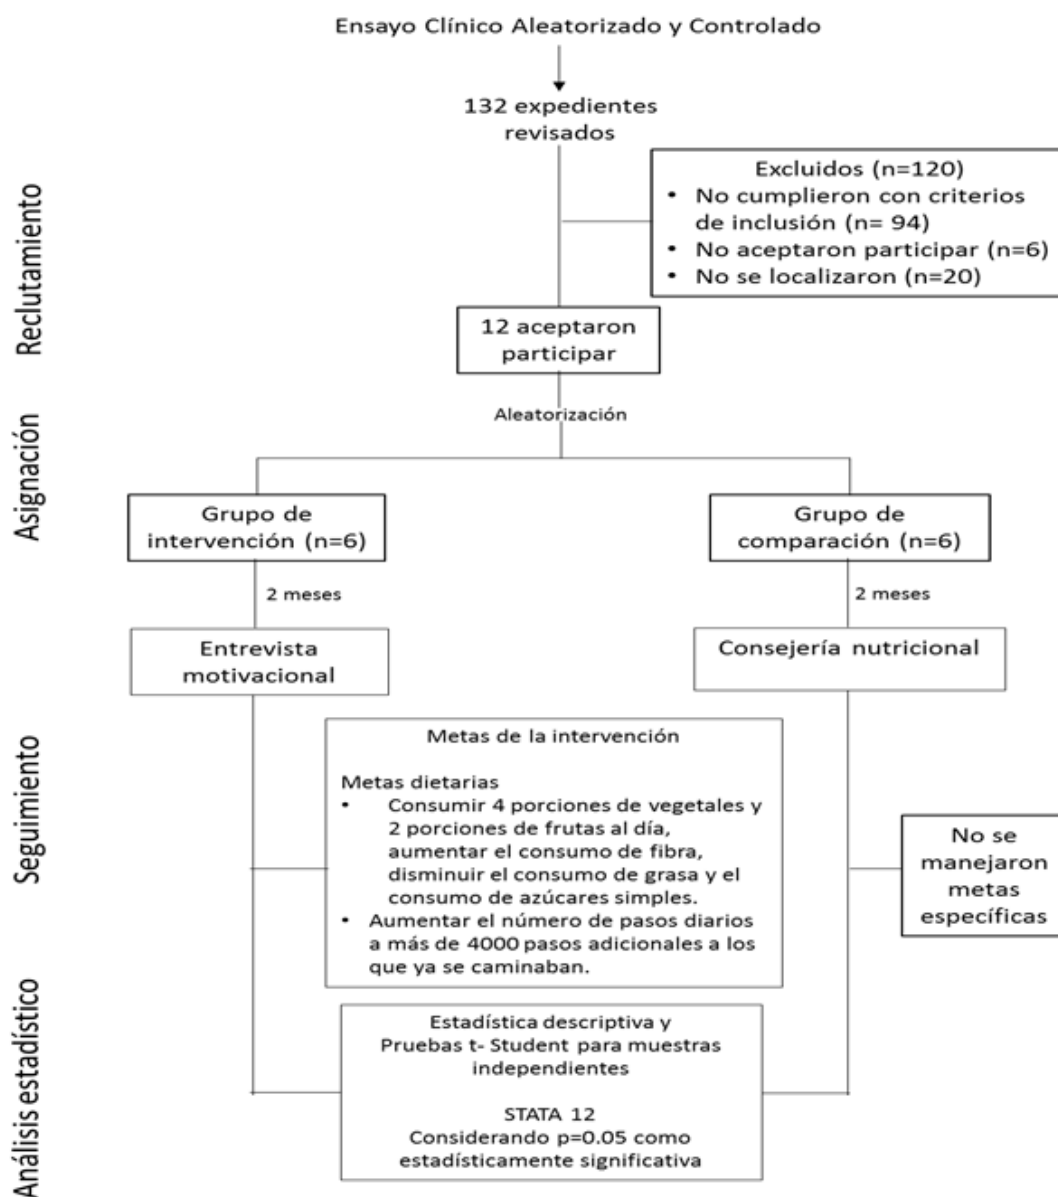 Ensayo Clínico Aleatorizado y Controlado
132 expedientes
revisados
Reclutamiento
Excluidos (n=120)
• No cumplieron con criterios
de inclusión (n= 94)
• No aceptaron participar (n=6)
• No se localizaron (n=20)
12 aceptaron
participar
Aleatorización
Asignación
Grupo de
intervención (n=6)
Grupo de
comparación (n=6)
2 meses
2 meses
Entrevista
motivacional
Consejería nutricional
Seguimiento
Metas de la intervención
Metas dietarias
• Consumir 4 porciones de vegetales y
2 porciones de frutas al día,
aumentar el consumo de fibra,
disminuir el consumo de grasa y el
consumo de azúcares simples.
• Aumentar el número de pasos diarios
a más de 4000 pasos adicionales a los
que ya se caminaban.
No se
manejaron
metas
específicas
Análisis estadístico
Estadística descriptiva y
Pruebas t- Student para muestras
independientes
STATA 12
Considerando p=0.05 como
estadísticamente significativa